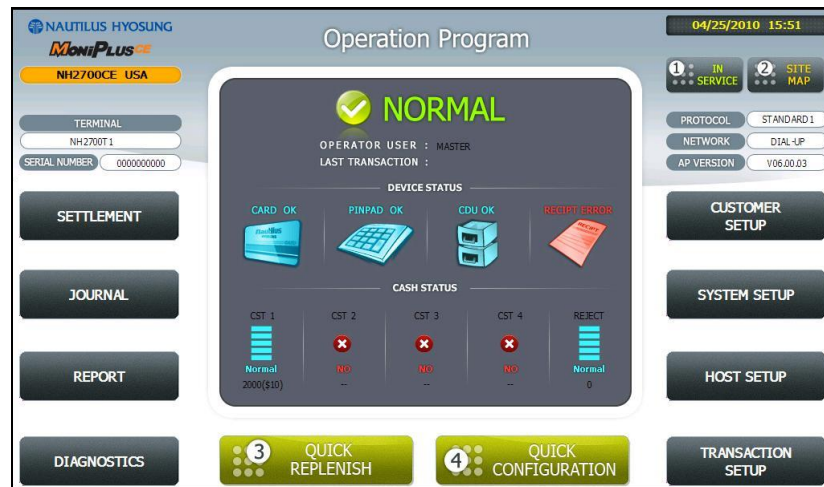 NAUTILUS HYOSUNG
MoniPlusCE
NH2700CE USA
Operation Program
04/25/2010 15:51
1 IN SERVICE
2 SITE MAP
TERMINAL
NH2700T1
SERIAL NUMBER 0000000000
PROTOCOL STANDARD1
NETWORK DIAL-UP
AP VERSION V06.00.03
NORMAL
OPERATOR USER : MASTER
LAST TRANSACTION :
DEVICE STATUS
CARD OK PINPAD OK CDU OK RECIPT ERROR
Nautilus
RECIPT
CASH STATUS
CST 1 CST 2 CST 3 CST 4 REJECT
Normal NO NO NO Normal
2000($10) -- -- -- 0
SETTLEMENT
JOURNAL
REPORT
DIAGNOSTICS
CUSTOMER
SETUP
SYSTEM SETUP
HOST SETUP
TRANSACTION
SETUP
3 QUICK
REPLENISH
4 QUICK
CONFIGURATION